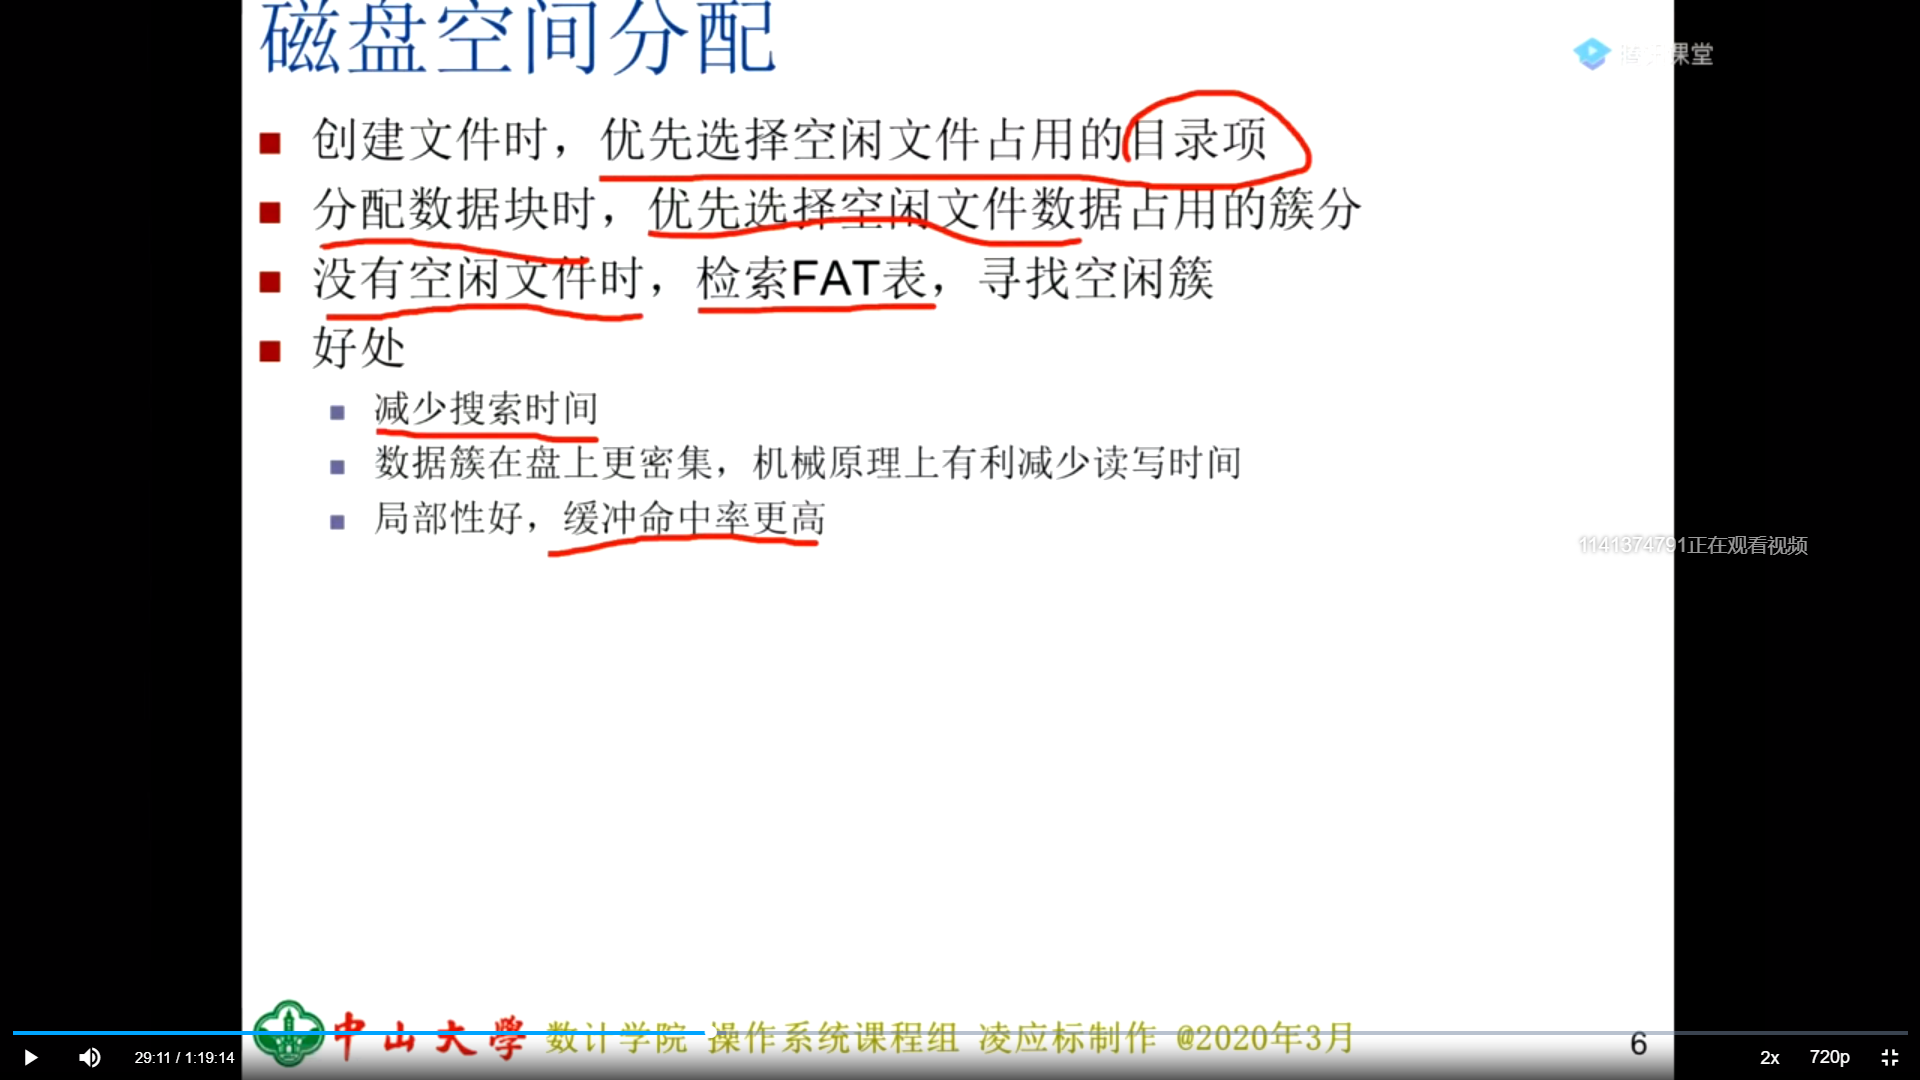 磁盘空间分配
腾讯课堂
创建文件时，优先选择空闲文件占用的目录项
分配数据块时，优先选择空闲文件数据占用的簇分
没有空闲文件时，检索FAT表，寻找空闲簇
好处
减少搜索时间
数据簇在盘上更密集，机械原理上有利减少读写时间
局部性好，缓冲命中率更高
1141374791正在观看视频
中山大学 数计学院 操作系统课程组 凌应标制作 @2020年3月
6
29:11 / 1:19:14
2x 720p